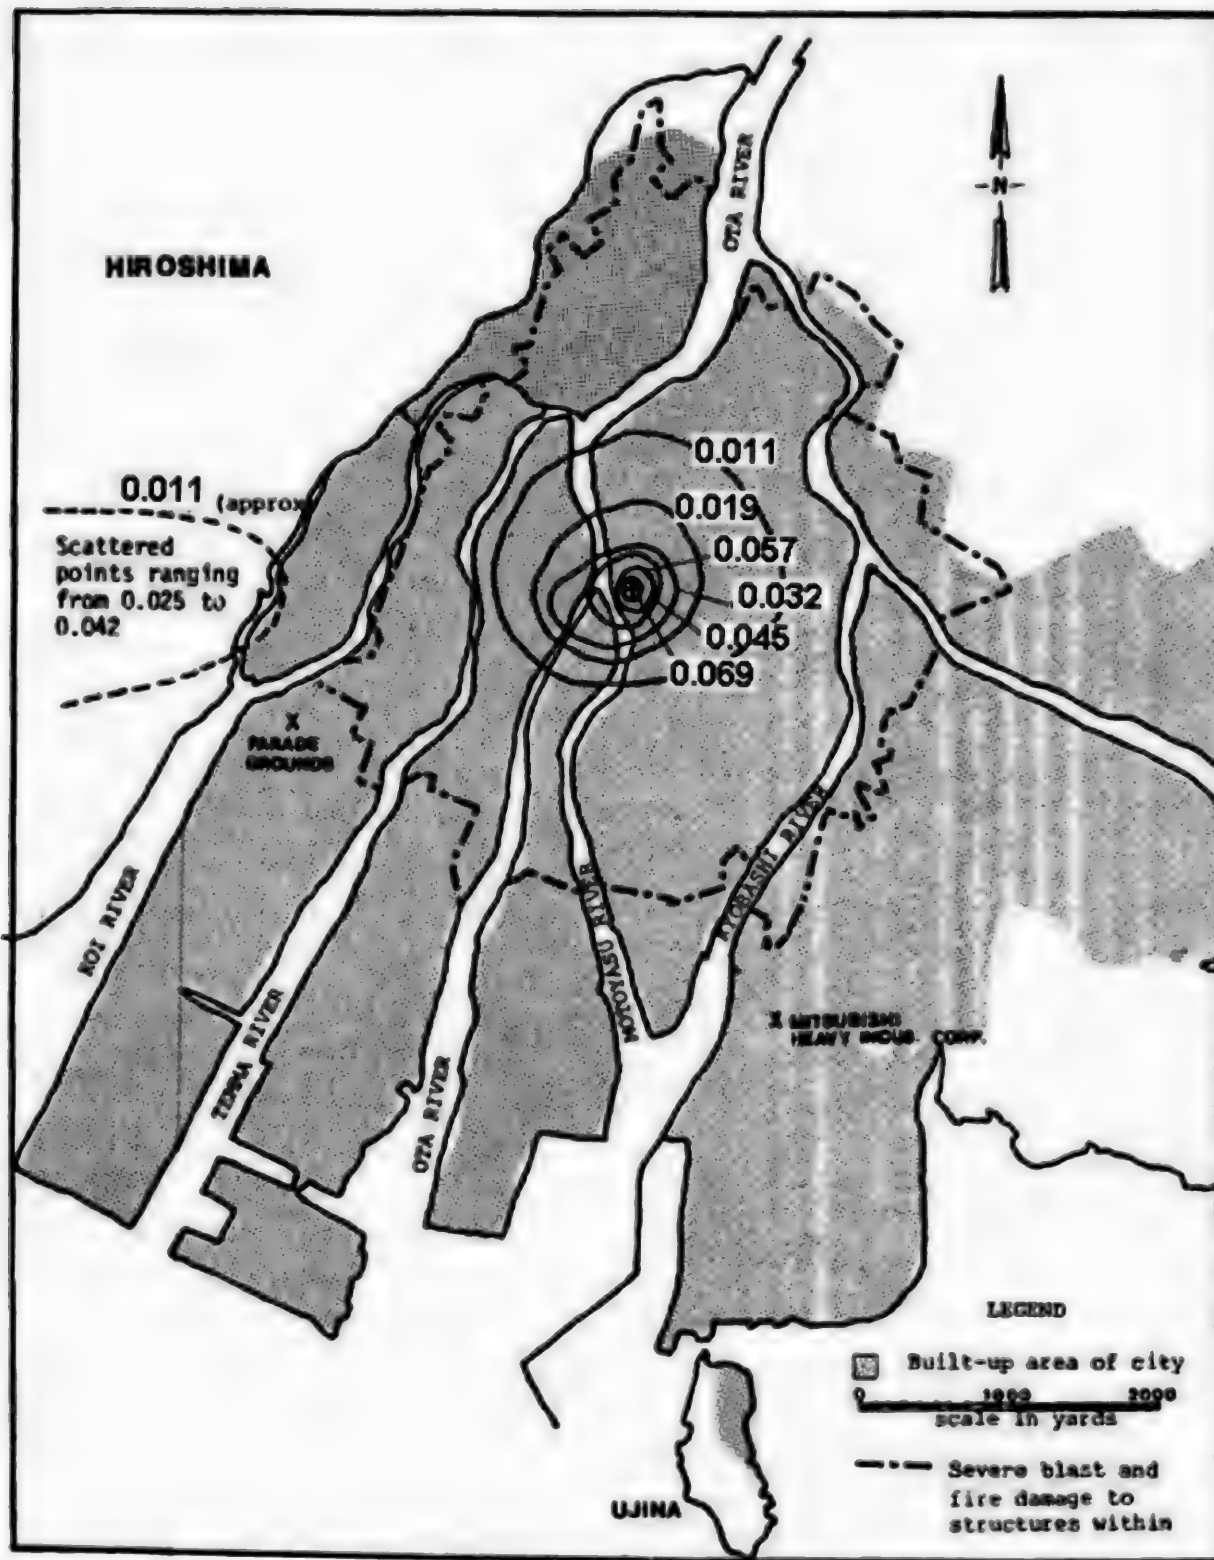 OTA RIVER
-N-
HIROSHIMA
0.011
0.011
(approx
0.019
Scattered
points ranging
from 0.025 to
0.042
0.057
0.032
0.045
0.069
X
PARADE
GROUNDS
KOI RIVER
TENMA RIVER
OTA RIVER
MOTOYASU RIVER
KYOBASHI RIVER
X MITSUBISHI
HEAVY INDUS. CORP.
LEGEND
Built-up area of city
0 1000 2000
scale in yards
Severe blast and
fire damage to
structures within
UJINA